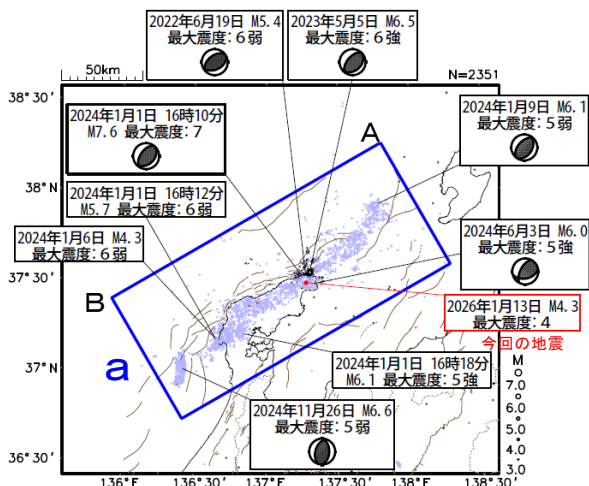 2022年6月19日 M5.4
最大震度：6弱
2023年5月5日 M6.5
最大震度：6強
50km
N=2351
38°30′
2024年1月1日 16時10分
M7.6 最大震度：7
A
2024年1月9日 M6.1
最大震度：5弱
38°N
2024年1月1日 16時12分
M5.7 最大震度：6弱
2024年6月3日 M6.0
最大震度：5強
2024年1月6日 M4.3
最大震度：6弱
37°30′
B
2026年1月13日 M4.3
最大震度：4
今回の地震
a
37°N
2024年1月1日 16時18分
M6.1 最大震度：5強
M
7.0
6.0
5.0
4.0
3.0
2024年11月26日 M6.6
最大震度：5弱
36°30′
136°E
136°30′
137°E
137°30′
138°E
138°30′